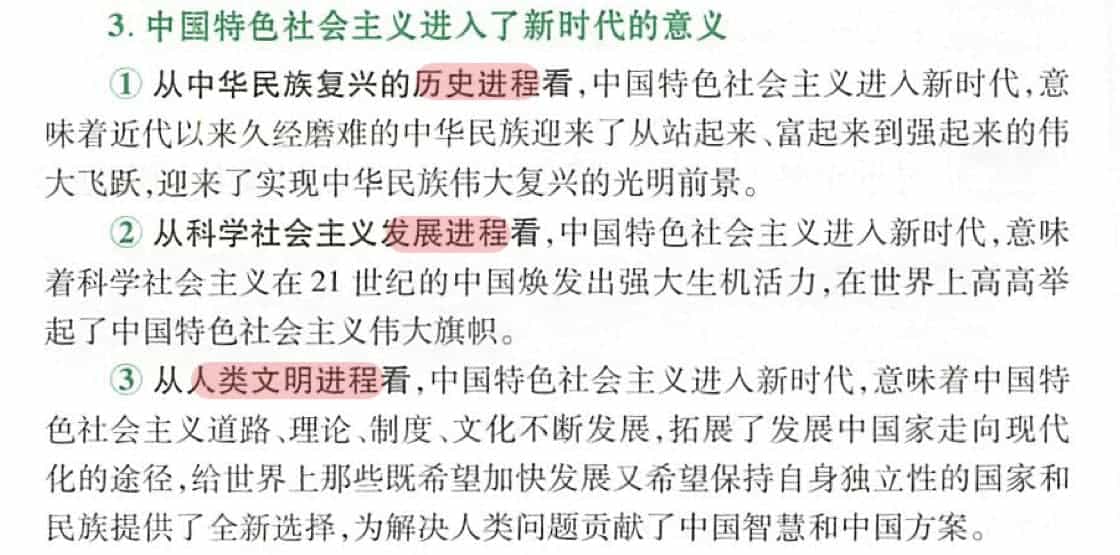 3. 中国特色社会主义进入了新时代的意义
① 从中华民族复兴的历史进程看,中国特色社会主义进入新时代,意
味着近代以来久经磨难的中华民族迎来了从站起来、富起来到强起来的伟
大飞跃,迎来了实现中华民族伟大复兴的光明前景。
② 从科学社会主义发展进程看,中国特色社会主义进入新时代,意味
着科学社会主义在 21 世纪的中国焕发出强大生机活力,在世界上高高举
起了中国特色社会主义伟大旗帜。
③ 从人类文明进程看,中国特色社会主义进入新时代,意味着中国特
色社会主义道路、理论、制度、文化不断发展,拓展了发展中国家走向现代
化的途径,给世界上那些既希望加快发展又希望保持自身独立性的国家和
民族提供了全新选择,为解决人类问题贡献了中国智慧和中国方案。